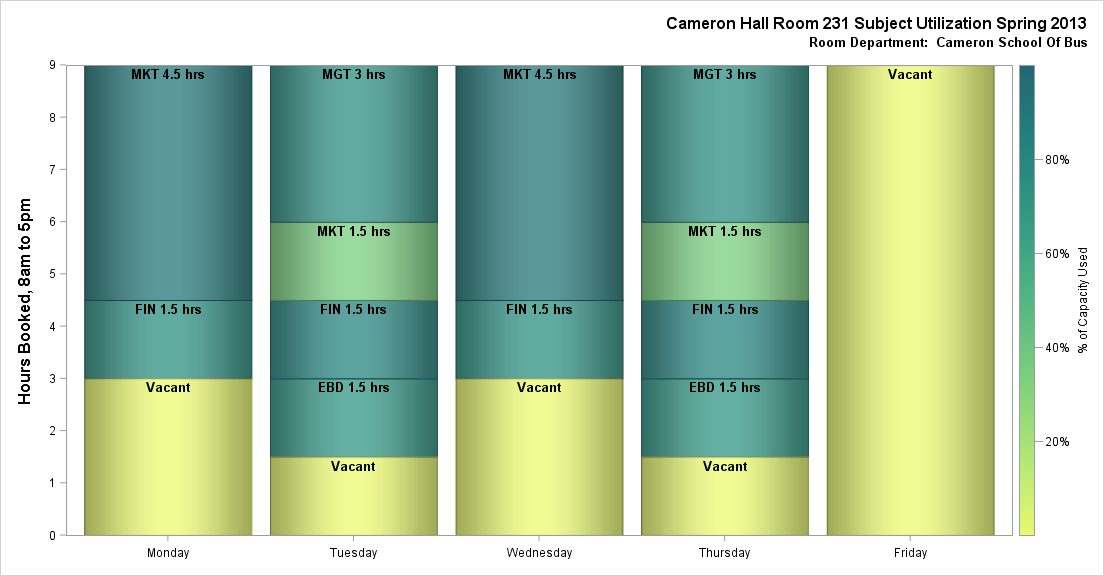 Cameron Hall Room 231 Subject Utilization Spring 2013
Room Department: Cameron School Of Bus
Hours Booked, 8am to 5pm
9
8
7
6
5
4
3
2
1
0
MKT 4.5 hrs
FIN 1.5 hrs
Vacant
MGT 3 hrs
MKT 1.5 hrs
FIN 1.5 hrs
EBD 1.5 hrs
Vacant
MKT 4.5 hrs
FIN 1.5 hrs
Vacant
MGT 3 hrs
MKT 1.5 hrs
FIN 1.5 hrs
EBD 1.5 hrs
Vacant
Vacant
Monday
Tuesday
Wednesday
Thursday
Friday
80%
60%
40%
20%
% of Capacity Used